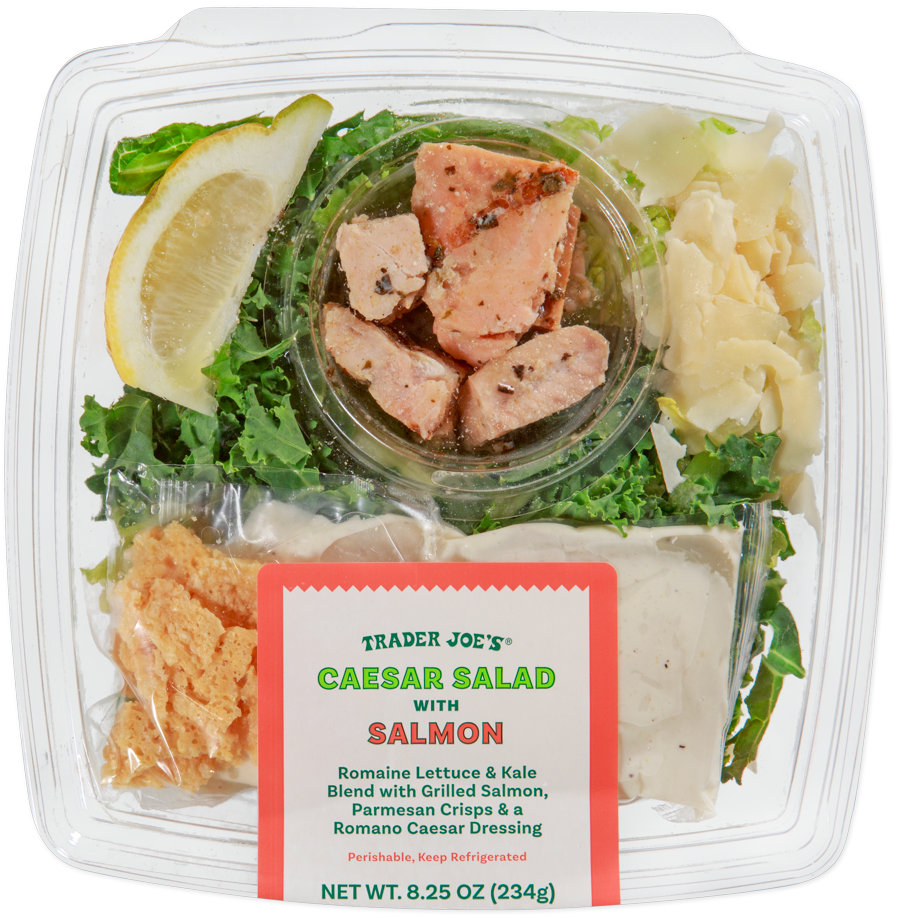 TRADER JOE'S®
CAESAR SALAD
WITH
SALMON
Romaine Lettuce & Kale
Blend with Grilled Salmon,
Parmesan Crisps & a
Romano Caesar Dressing
Perishable, Keep Refrigerated
NET WT. 8.25 OZ (234g)